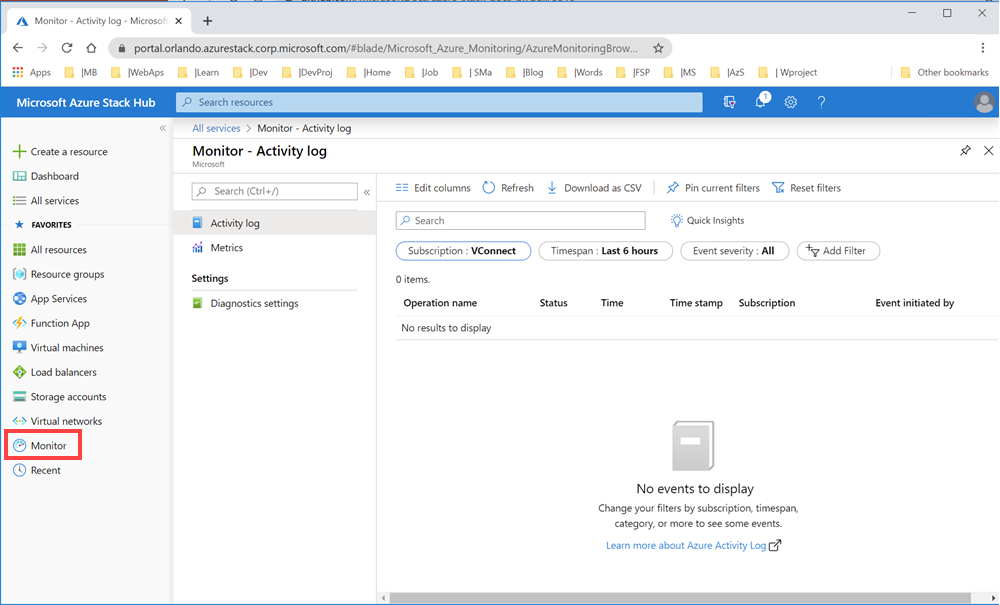 Monitor - Activity log - Microsoft
portal.orlando.azurestack.corp.microsoft.com/#blade/Microsoft_Azure_Monitoring/AzureMonitoringBrow...
Apps |MB |WebAps |Learn |Dev |DevProj |Home |Job | SMa |Blog |Words |FSP |MS |AzS | Wproject Other bookmarks
Microsoft Azure Stack Hub
Search resources
1
?
«
Create a resource
Dashboard
All services
FAVORITES
All resources
Resource groups
App Services
Function App
Virtual machines
Load balancers
Storage accounts
Virtual networks
Monitor
Recent
All services > Monitor - Activity log
Monitor - Activity log
Microsoft
Search (Ctrl+/)
«
Activity log
Metrics
Settings
Diagnostics settings
Edit columns Refresh Download as CSV Pin current filters Reset filters
Search
Quick Insights
Subscription : VConnect Timespan : Last 6 hours Event severity : All Add Filter
0 items.
Operation name Status Time Time stamp Subscription Event initiated by
No results to display
No events to display
Change your filters by subscription, timespan,
category, or more to see some events.
Learn more about Azure Activity Log